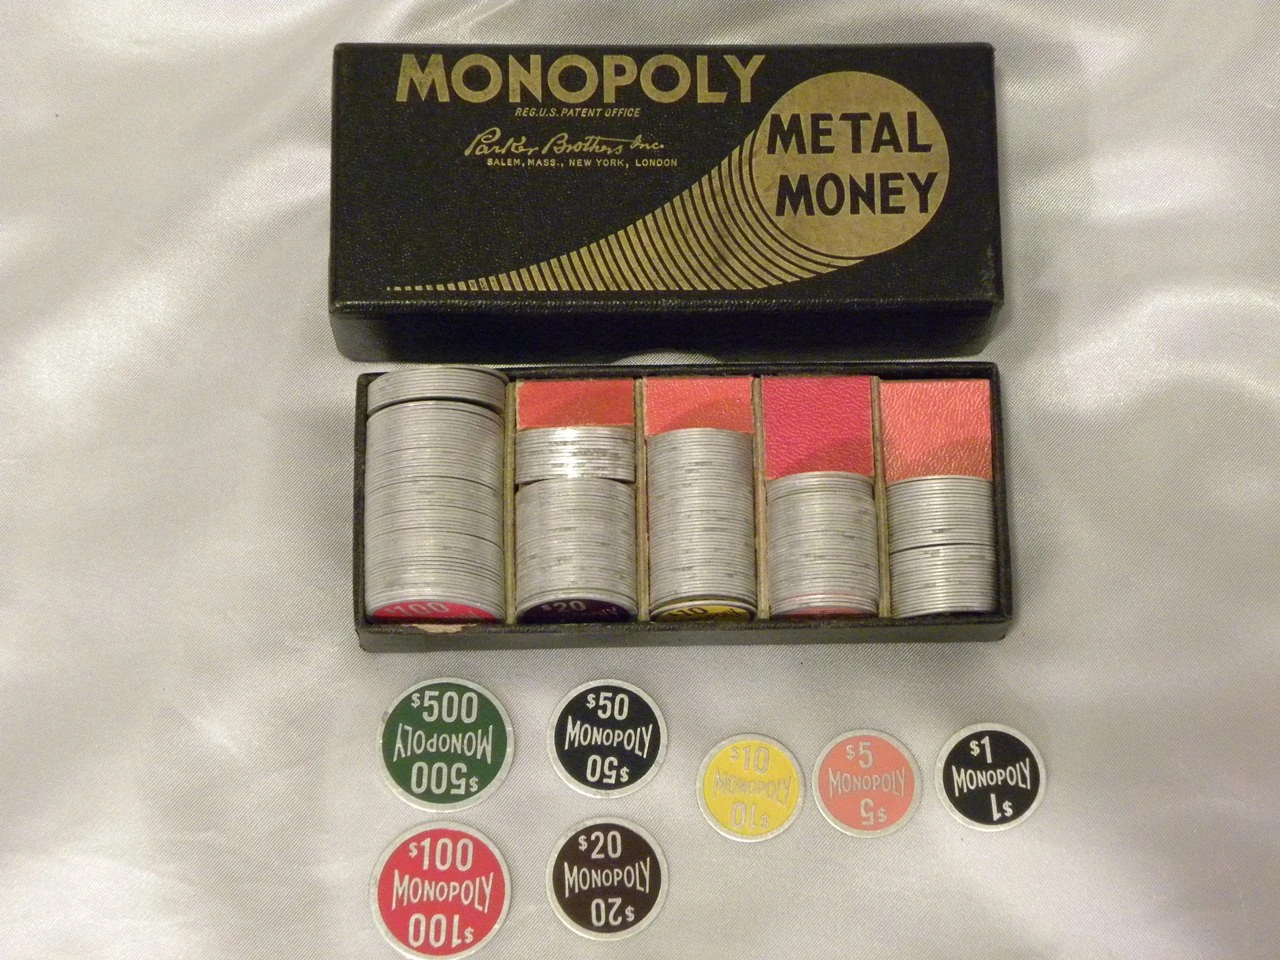 MONOPOLY
REG.U.S. PATENT OFFICE
Parker Brothers Inc.
SALEM, MASS., NEW YORK, LONDON
METAL
MONEY
$100
$20
$10
$500
MONOPOLY
$500
$50
MONOPOLY
$50
$10
MONOPOLY
$10
$5
MONOPOLY
$5
$1
MONOPOLY
$1
$100
MONOPOLY
$100
$20
MONOPOLY
$20